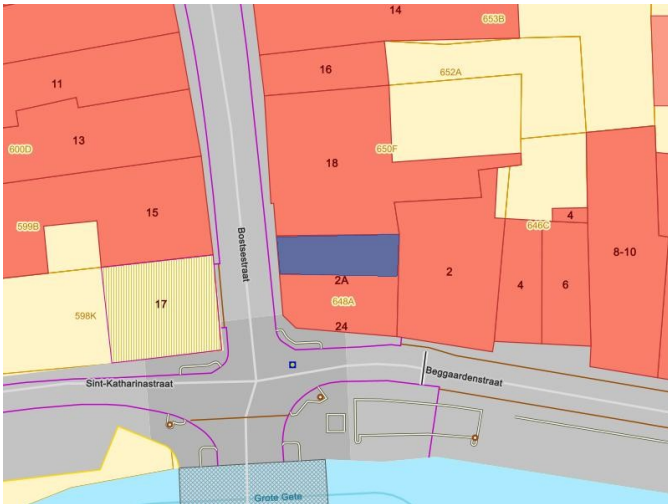 14
653B
11
16
652A
13
600D
18
650F
15
599B
4
646C
Bostsestraat
8-10
2
2A
4
6
17
648A
598K
24
Sint-Katharinastraat
Beggaardenstraat
Grote Gete